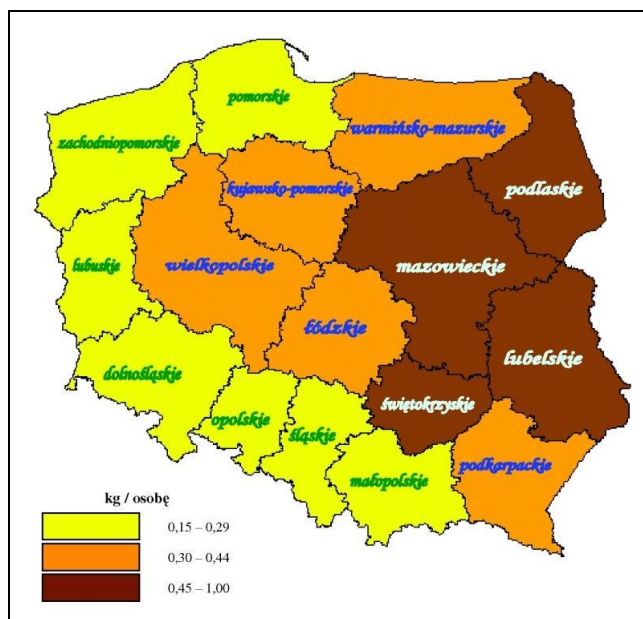 pomorskie
zachodniopomorskie
warmińsko-mazurskie
kujawsko-pomorskie
podlaskie
lubuskie
wielkopolskie
mazowieckie
łódzkie
lubelskie
dolnośląskie
świętokrzyskie
opolskie
śląskie
podkarpackie
małopolskie
kg / osobę
0,15 – 0,29
0,30 – 0,44
0,45 – 1,00